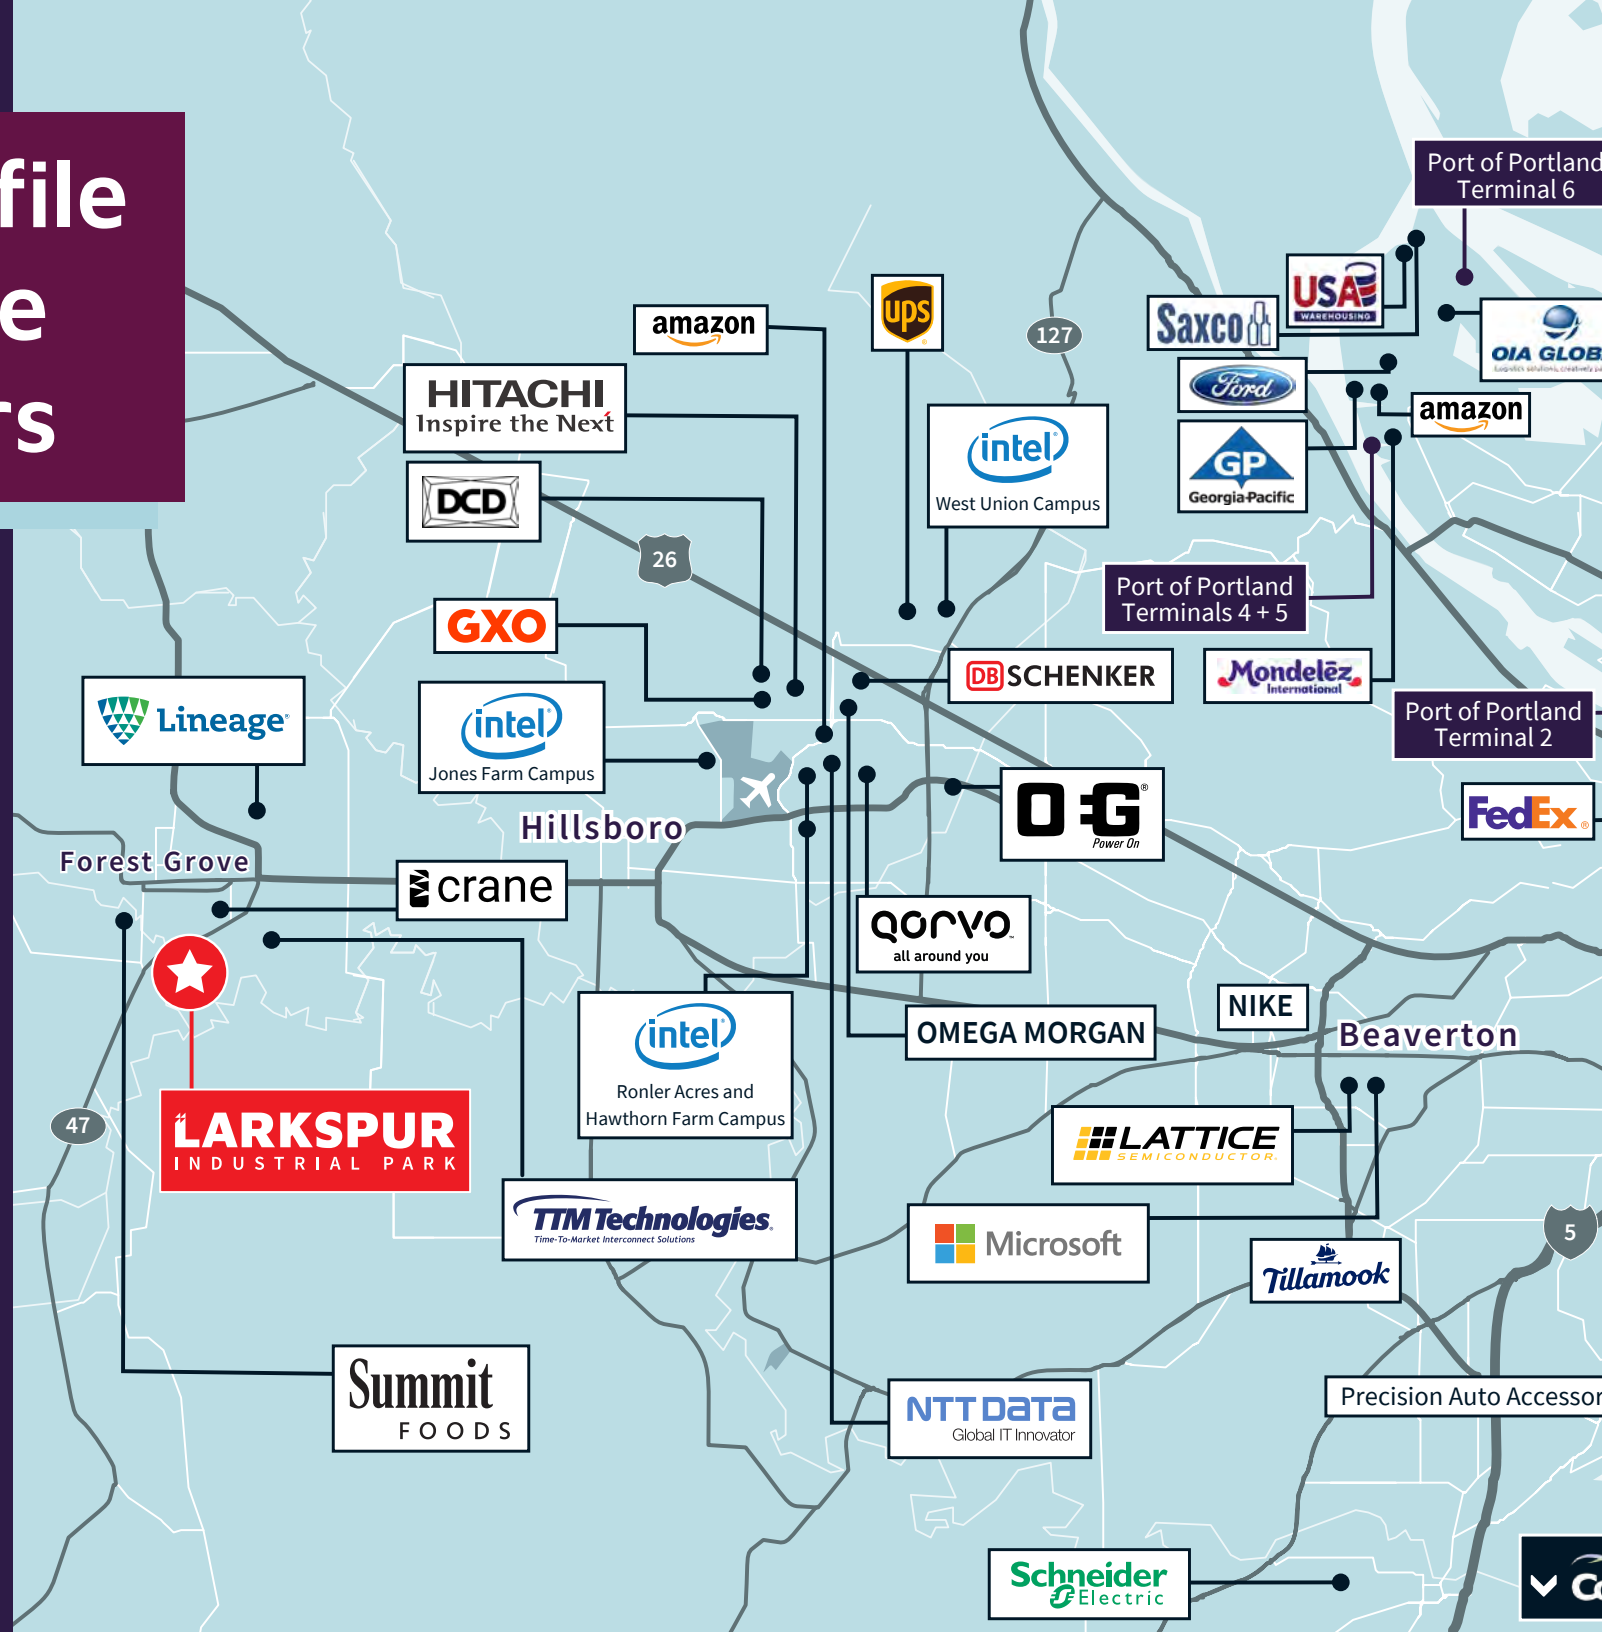 file
e
rs
Port of Portland
Terminal 6
USA
WAREHOUSING
Saxco
ups
amazon
127
OIA GLOB
HITACHI
Inspire the Next
Ford
amazon
intel
West Union Campus
GP
Georgia-Pacific
DCD
26
Port of Portland
Terminals 4 + 5
GXO
DB SCHENKER
Mondelēz
International
Lineage
intel
Jones Farm Campus
Port of Portland
Terminal 2
Hillsboro
Power On
FedEx
Forest Grove
crane
QORVO
all around you
intel
Ronler Acres and
Hawthorn Farm Campus
OMEGA MORGAN
NIKE
Beaverton
47
LARKSPUR
INDUSTRIAL PARK
LATTICE
SEMICONDUCTOR
TTM Technologies
Time-To-Market Interconnect Solutions
Microsoft
5
Tillamook
Summit
FOODS
NTT DATA
Global IT Innovator
Precision Auto Accessor
Schneider
Electric
Co